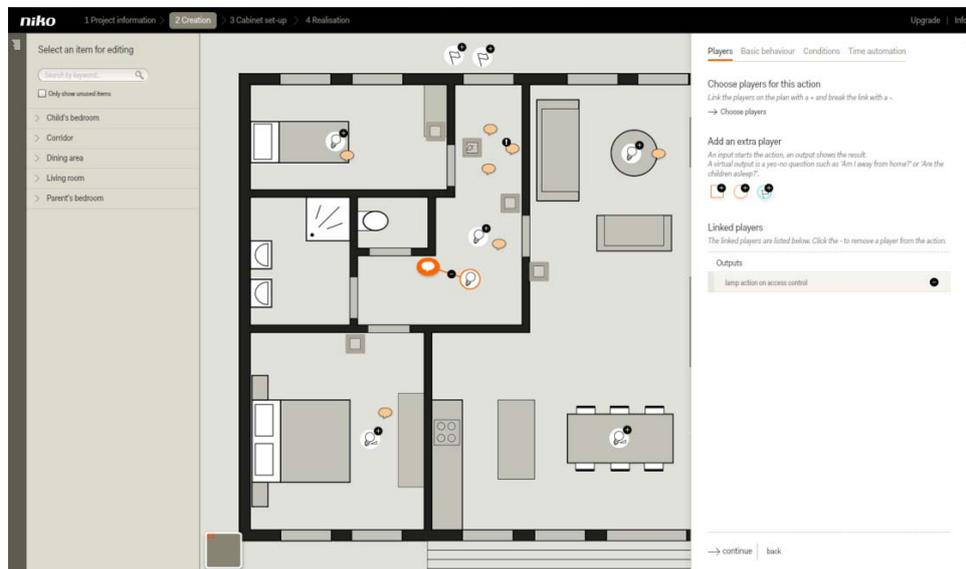 niko
1 Project information > 2 Creation > 3 Cabinet set-up > 4 Realisation
Upgrade | Info
Select an item for editing
Search by keyword...
Only show unused items
> Child's bedroom
> Corridor
> Dining area
> Living room
> Parent's bedroom
Players Basic behaviour Conditions Time automation
Choose players for this action
Link the players on the plan with a + and break the link with a -.
→ Choose players
Add an extra player
An input starts the action, an output shows the result.
A virtual output is a yes-no question such as 'Am I away from home?' or 'Are the
children asleep?'.
Linked players
The linked players are listed below. Click the - to remove a player from the action.
Outputs
lamp action on access control
→ continue | back